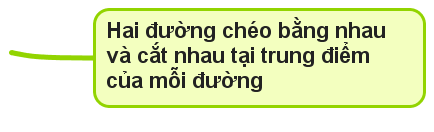 Hai đường chéo bằng nhau
và cắt nhau tại trung điểm
của mỗi đường